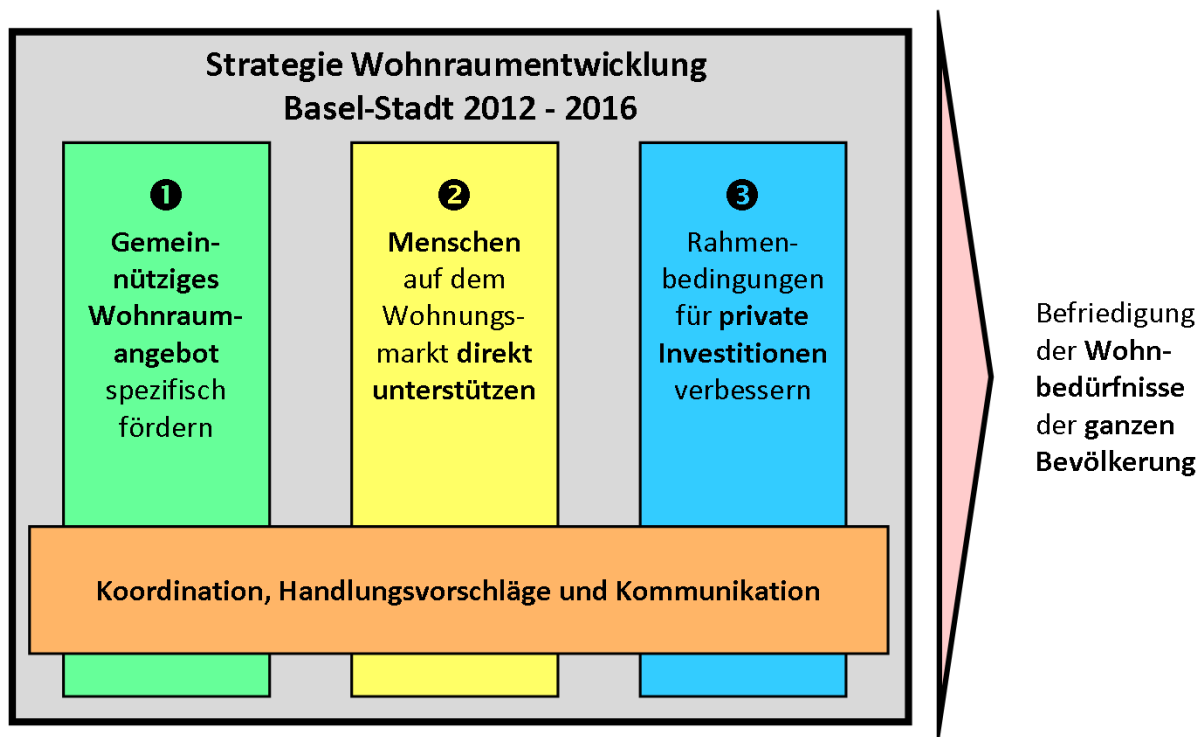 Strategie Wohnraumentwicklung
Basel-Stadt 2012 - 2016
❶
Gemein-
nütziges
Wohnraum-
angebot
spezifisch
fördern
❷
Menschen
auf dem
Wohnungs-
markt direkt
unterstützen
❸
Rahmen-
bedingungen
für private
Investitionen
verbessern
Koordination, Handlungsvorschläge und Kommunikation
Befriedigung
der Wohn-
bedürfnisse
der ganzen
Bevölkerung